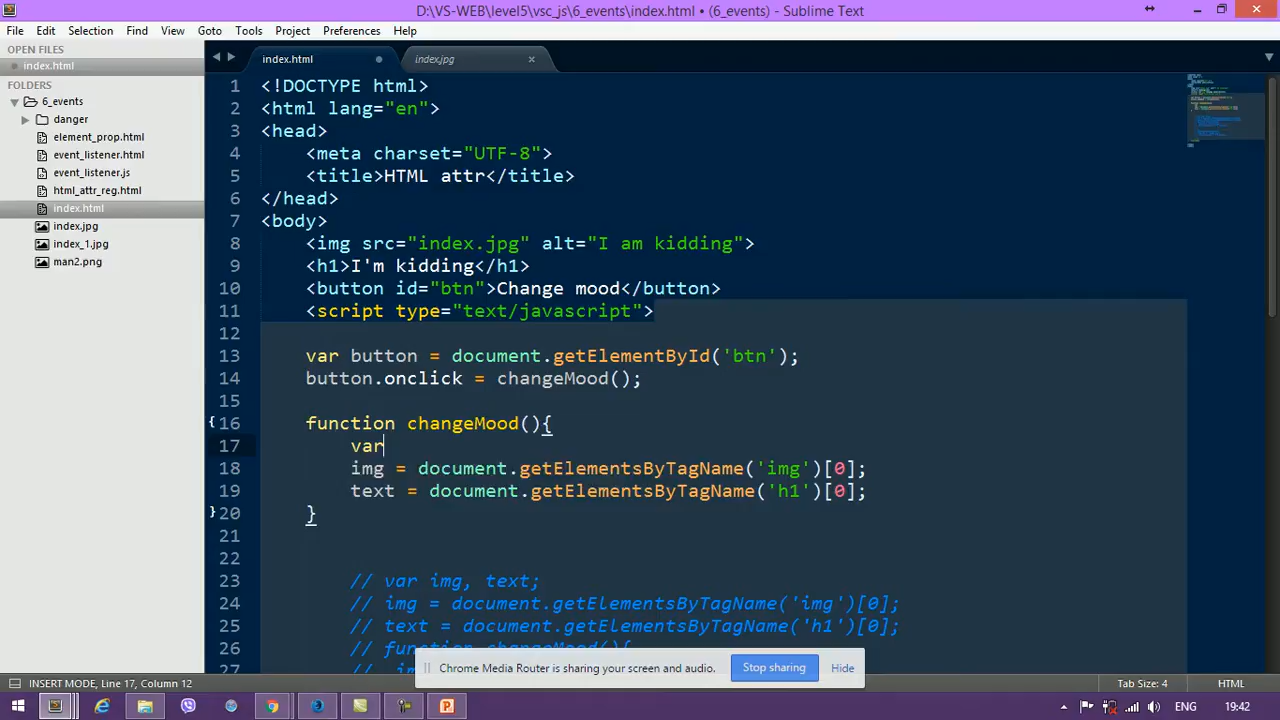 D:\VS-WEB\level5\vsc_js\6_events\index.html • (6_events) - Sublime Text
File Edit Selection Find View Goto Tools Project Preferences Help
OPEN FILES
index.html
FOLDERS
6_events
danger
element_prop.html
event_listener.html
event_listener.js
html_attr_reg.html
index.html
index.jpg
index_1.jpg
man2.png
index.html index.jpg
1 <!DOCTYPE html>
2 <html lang="en">
3 <head>
4 <meta charset="UTF-8">
5 <title>HTML attr</title>
6 </head>
7 <body>
8 <img src="index.jpg" alt="I am kidding">
9 <h1>I'm kidding</h1>
10 <button id="btn">Change mood</button>
11 <script type="text/javascript">
12
13 var button = document.getElementById('btn');
14 button.onclick = changeMood();
15
16 function changeMood(){
17 var
18 img = document.getElementsByTagName('img')[0];
19 text = document.getElementsByTagName('h1')[0];
20 }
21
22
23 // var img, text;
24 // img = document.getElementsByTagName('img')[0];
25 // text = document.getElementsByTagName('h1')[0];
26 // function changeMood(){
27 //
Chrome Media Router is sharing your screen and audio. Stop sharing Hide
INSERT MODE, Line 17, Column 12 Tab Size: 4 HTML
ENG 19:42